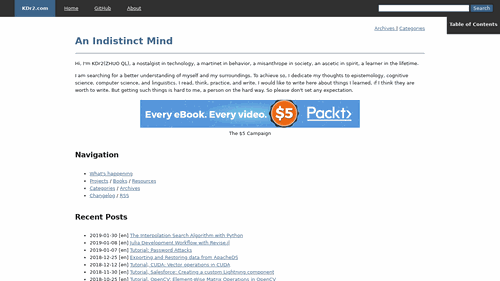 KDr2.com Home GitHub About Search
Table of Contents
Archives | Categories
An Indistinct Mind
Hi, I'm KDr2(ZHUO QL), a nostalgist in technology, a martinet in behavior, a misanthrope in society, an ascetic in spirit, a learner in the lifetime.
I am searching for a better understanding of myself and my surroundings. To achieve so, I dedicate my thoughts to epistemology, cognitive
science, computer science, and linguistics. I read, think, practice, and write. I would like to write here about things I learned, if I think they are
worth to write. But getting such things is hard to me, a person on the hard way. So please don't set any expectation.
Every eBook. Every video. $5 Packt>
The $5 Campaign
Navigation
What's happening
Projects / Books / Resources
Categories / Archives
Changelog / RSS
Recent Posts
2019-01-30 [en] The Interpolation Search Algorithm with Python
2019-01-08 [en] Julia Development Workflow with Revise.jl
2019-01-07 [en] Tutorial: Password Attacks
2018-12-25 [en] Exporting and Restoring data from ApacheDS
2018-12-12 [en] Tutorial, CUDA: Vector operations in CUDA
2018-11-30 [en] Tutorial, Salesforce: Creating a custom Lightning component
2018-10-25 [en] Tutorial, OpenCV: Element-Wise Matrix Operations in OpenCV